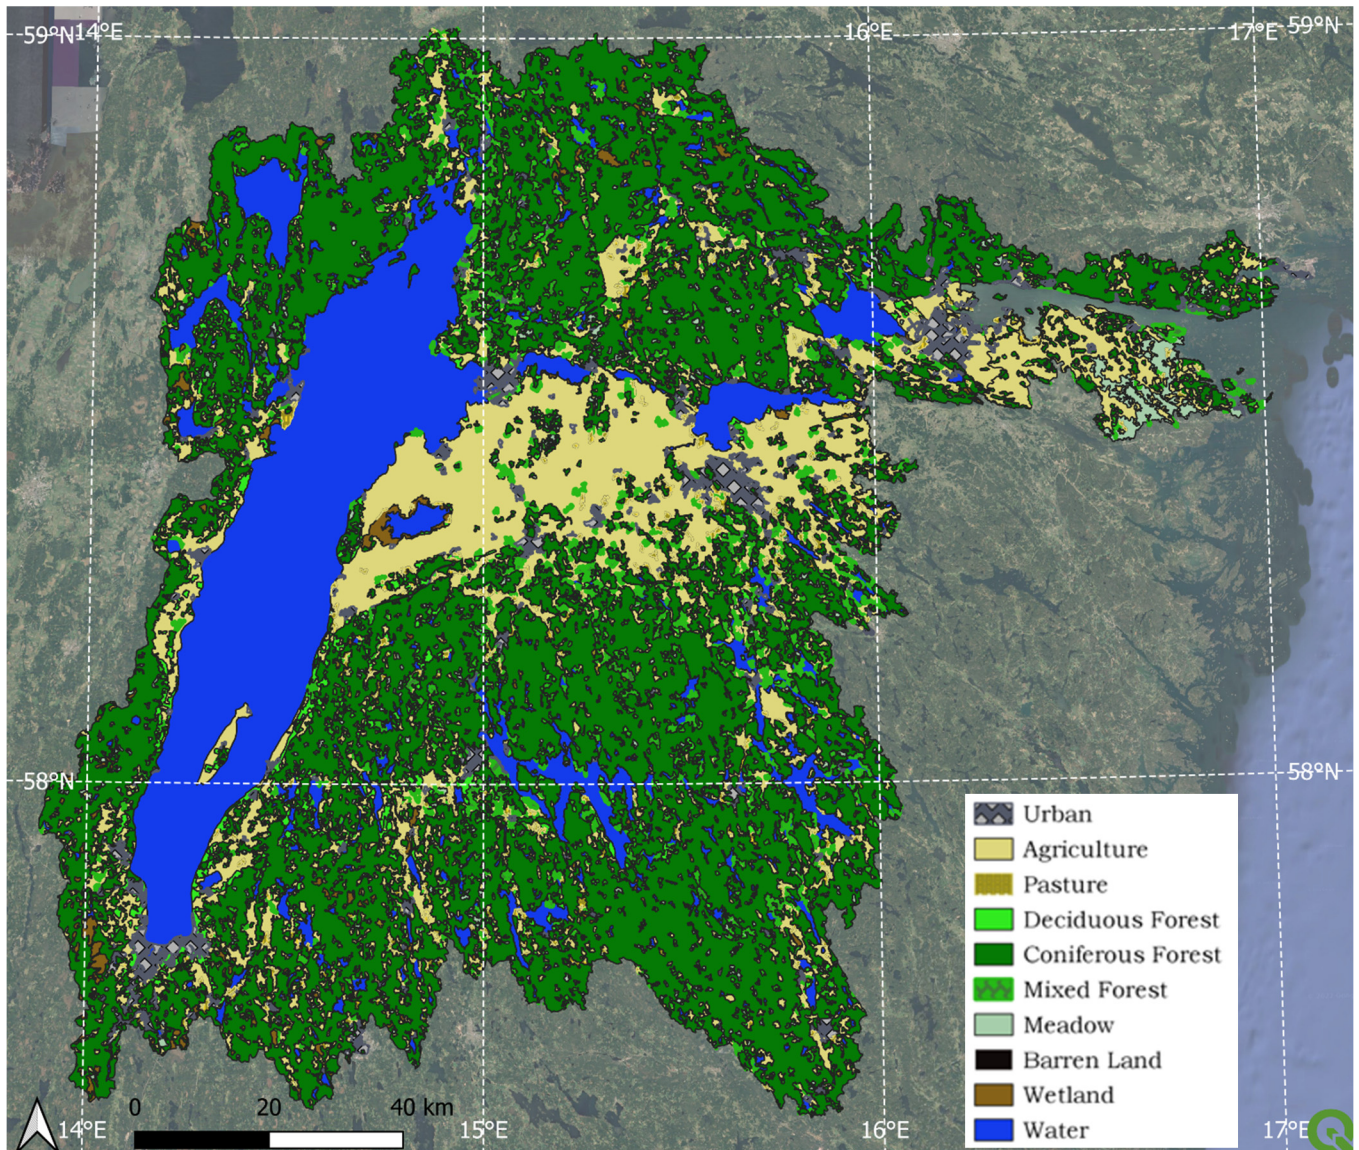 59°N 14°E 16°E 17°E 59°N
58°N 58°N
Urban
Agriculture
Pasture
Deciduous Forest
Coniferous Forest
Mixed Forest
Meadow
Barren Land
Wetland
Water
0 20 40 km
14°E 15°E 16°E 17°E